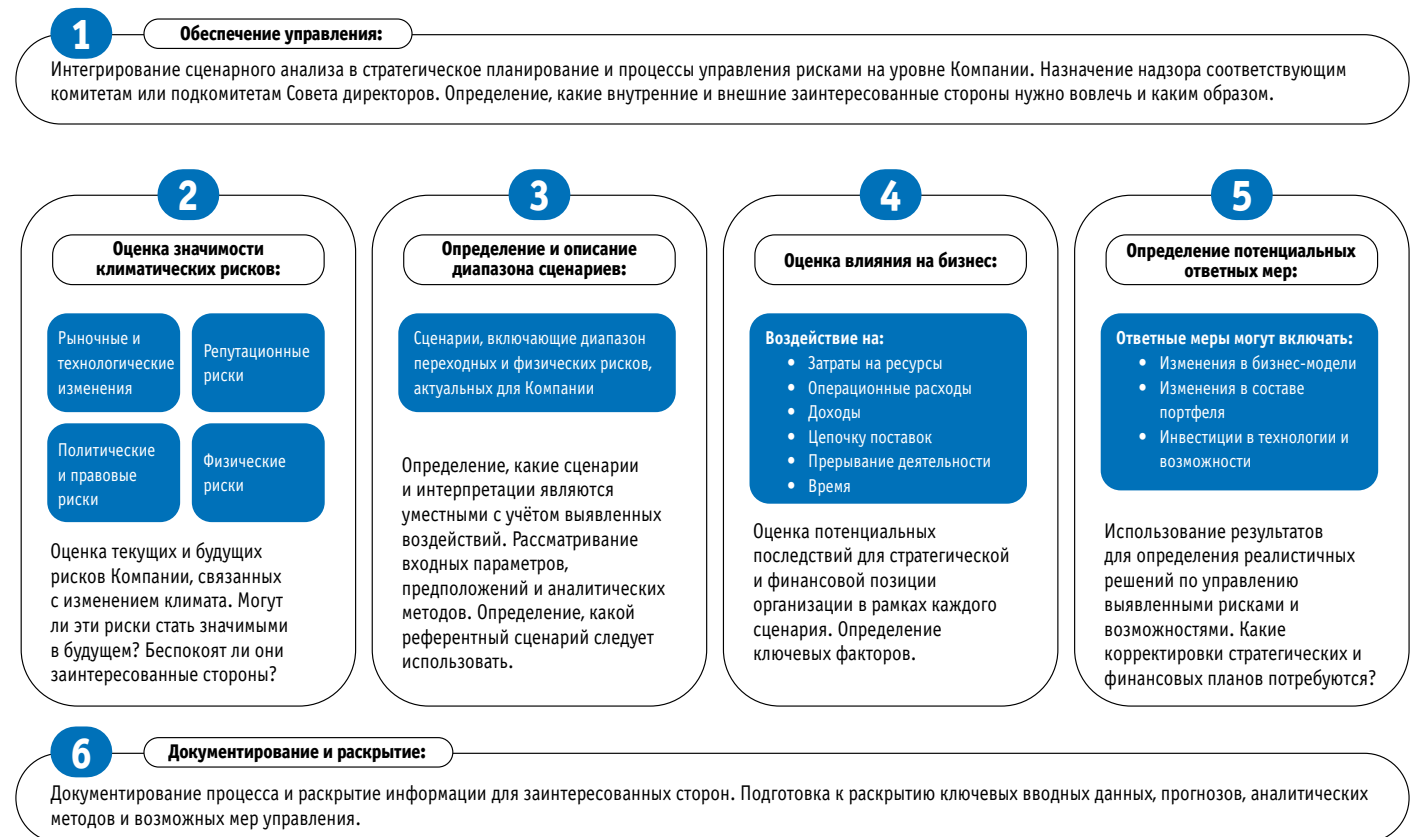 1
Обеспечение управления:
Интегрирование сценарного анализа в стратегическое планирование и процессы управления рисками на уровне Компании. Назначение надзора соответствующим
комитетам или подкомитетам Совета директоров. Определение, какие внутренние и внешние заинтересованные стороны нужно вовлечь и каким образом.
2
Оценка значимости
климатических рисков:
Рыночные и
технологические
изменения
Репутационные
риски
Политические
и правовые
риски
Физические
риски
Оценка текущих и будущих
рисков Компании, связанных
с изменением климата. Могут
ли эти риски стать значимыми
в будущем? Беспокоят ли они
заинтересованные стороны?
3
Определение и описание
диапазона сценариев:
Сценарии, включающие диапазон
переходных и физических рисков,
актуальных для Компании
Определение, какие сценарии
и интерпретации являются
уместными с учётом выявленных
воздействий. Рассматривание
входных параметров,
предположений и аналитических
методов. Определение, какой
референтный сценарий следует
использовать.
4
Оценка влияния на бизнес:
Воздействие на:
• Затраты на ресурсы
• Операционные расходы
• Доходы
• Цепочку поставок
• Прерывание деятельности
• Время
Оценка потенциальных
последствий для стратегической
и финансовой позиции
организации в рамках каждого
сценария. Определение
ключевых факторов.
5
Определение потенциальных
ответных мер:
Ответные меры могут включать:
• Изменения в бизнес-модели
• Изменения в составе
портфеля
• Инвестиции в технологии и
возможности
Использование результатов
для определения реалистичных
решений по управлению
выявленными рисками и
возможностями. Какие
корректировки стратегических и
финансовых планов потребуются?
6
Документирование и раскрытие:
Документирование процесса и раскрытие информации для заинтересованных сторон. Подготовка к раскрытию ключевых вводных данных, прогнозов, аналитических
методов и возможных мер управления.